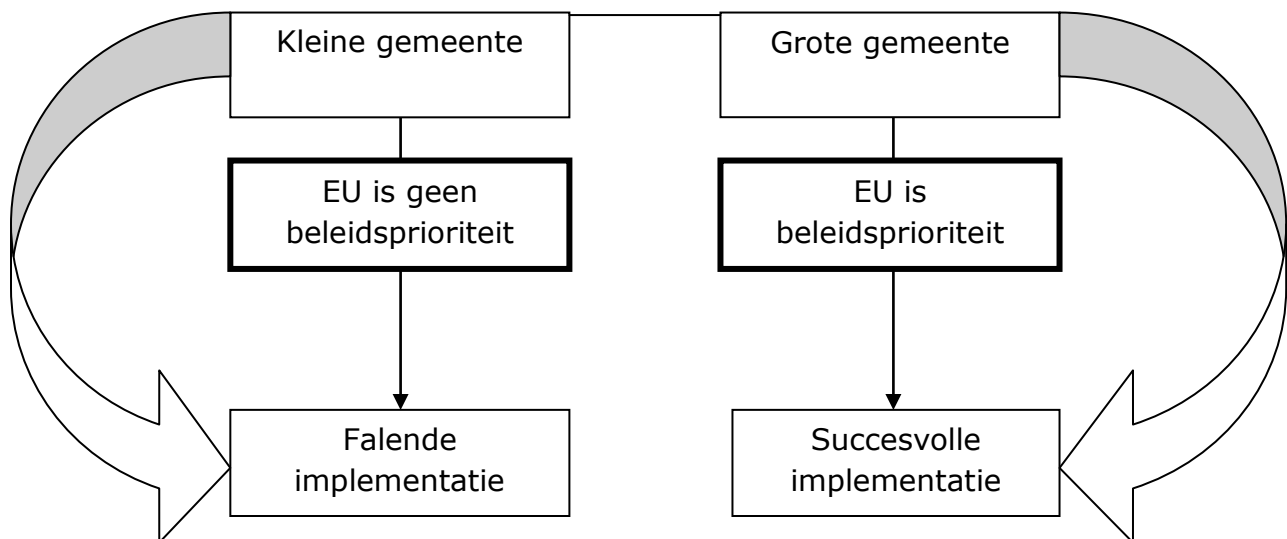 Kleine gemeente
Grote gemeente
EU is geen
beleidsprioriteit
EU is
beleidsprioriteit
Falende
implementatie
Succesvolle
implementatie